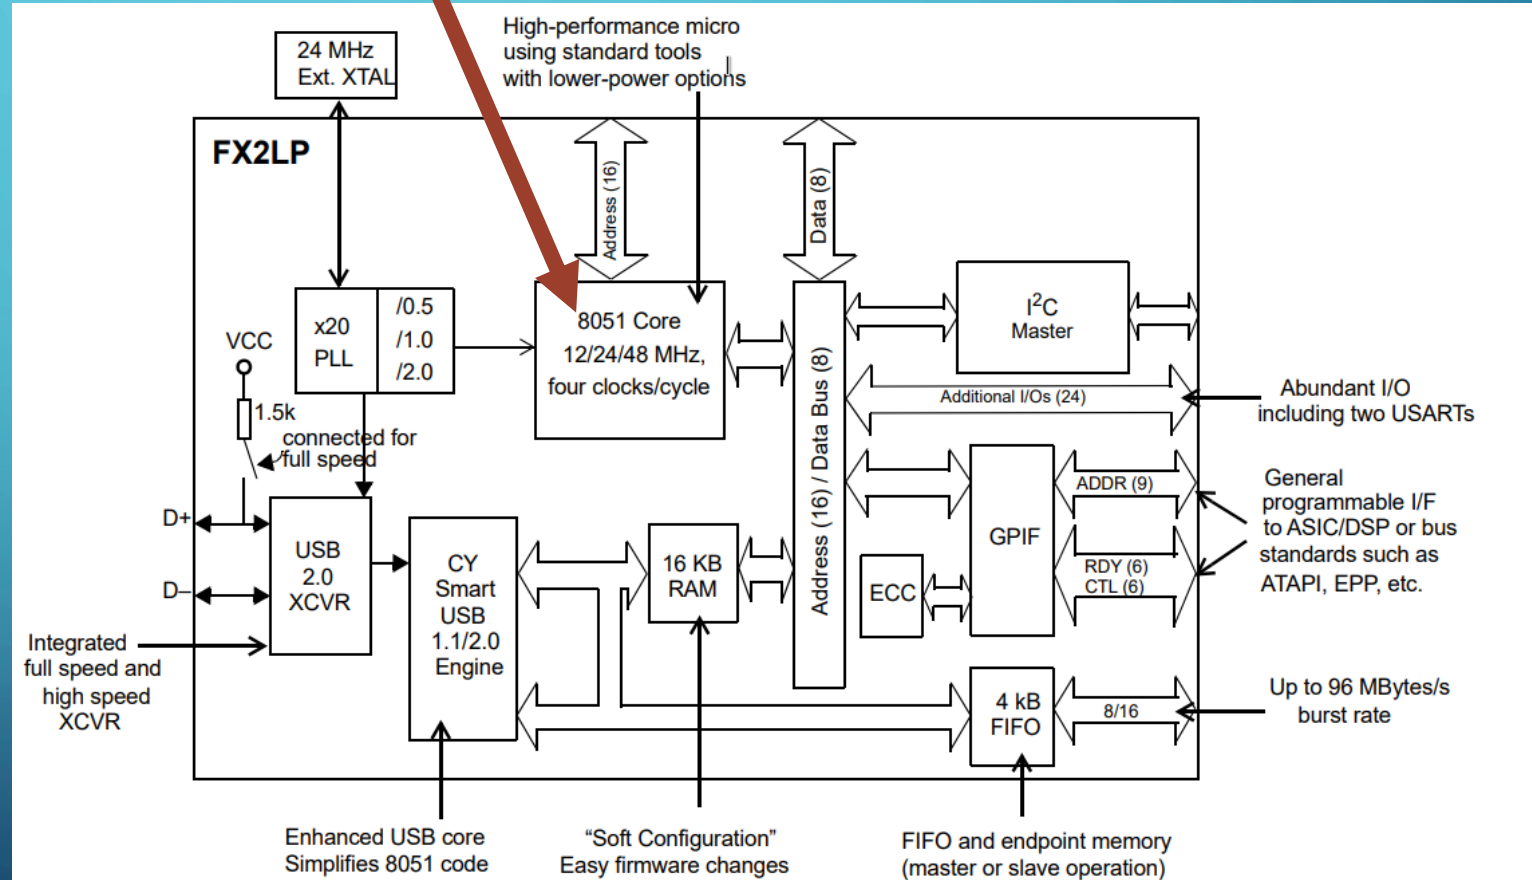 High-performance micro
using standard tools
with lower-power options
24 MHz
Ext. XTAL
FX2LP
Address (16)
Data (8)
x20
PLL
/0.5
/1.0
/2.0
8051 Core
12/24/48 MHz,
four clocks/cycle
I2C
Master
VCC
1.5k
connected for
full speed
Additional I/Os (24)
Abundant I/O
including two USARTs
Address (16) / Data Bus (8)
D+
D–
USB
2.0
XCVR
CY
Smart
USB
1.1/2.0
Engine
16 KB
RAM
ECC
GPIF
ADDR (9)
RDY (6)
CTL (6)
General
programmable I/F
to ASIC/DSP or bus
standards such as
ATAPI, EPP, etc.
Integrated
full speed and
high speed
XCVR
4 kB
FIFO
8/16
Up to 96 MBytes/s
burst rate
Enhanced USB core
Simplifies 8051 code
“Soft Configuration”
Easy firmware changes
FIFO and endpoint memory
(master or slave operation)